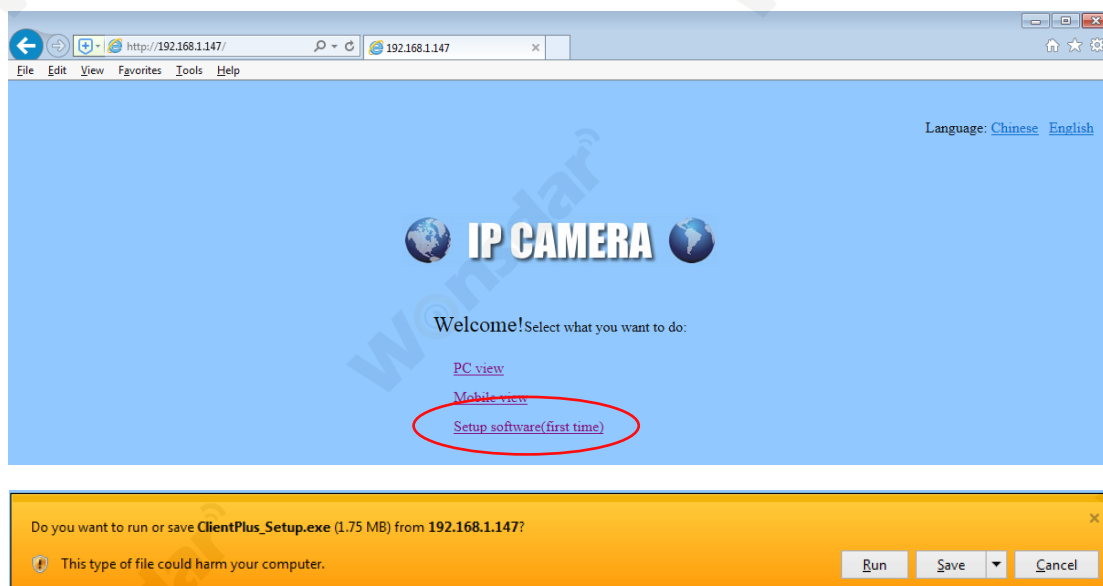 http://192.168.1.147/
192.168.1.147
File Edit View Favorites Tools Help
Language: Chinese English
IP CAMERA
Welcome!Select what you want to do:
PC view
Mobile view
Setup software(first time)
wonsdar
Do you want to run or save ClientPlus_Setup.exe (1.75 MB) from 192.168.1.147?
This type of file could harm your computer.
Run Save Cancel